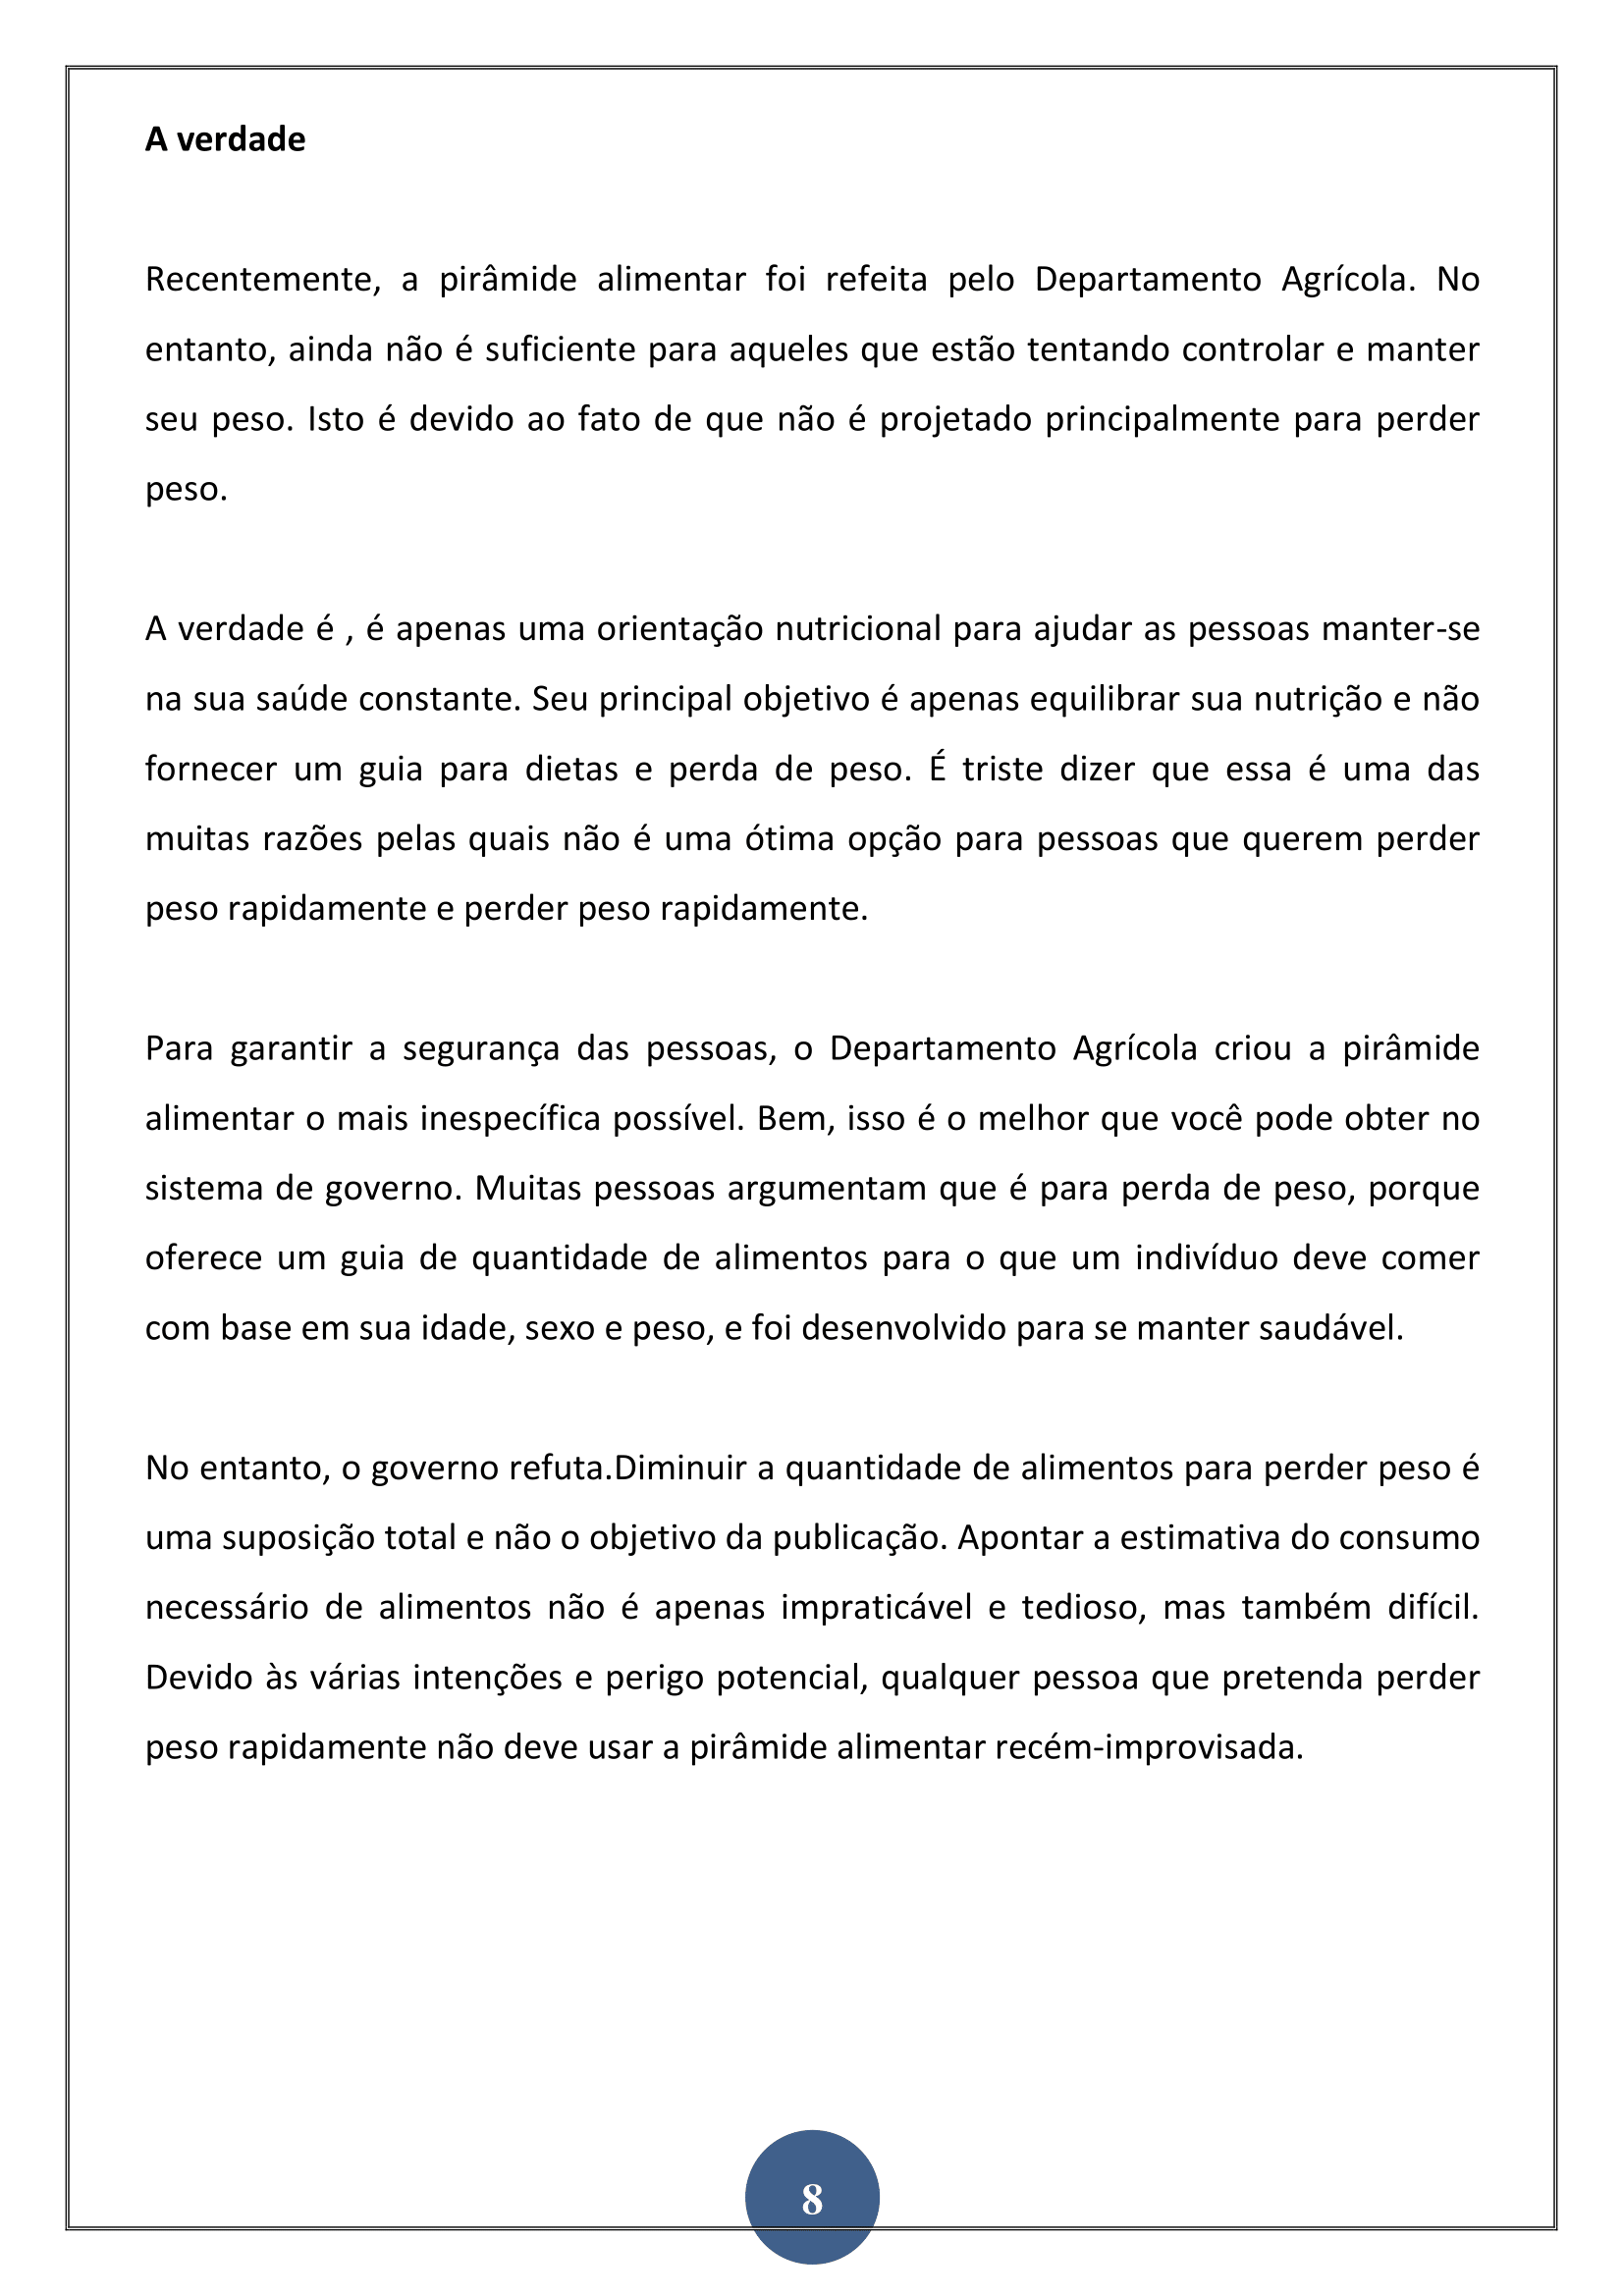 A verdade
Recentemente, a pirâmide alimentar foi refeita pelo Departamento Agrícola. No
entanto, ainda não é suficiente para aqueles que estão tentando controlar e manter
seu peso. Isto é devido ao fato de que não é projetado principalmente para perder
peso.
A verdade é , é apenas uma orientação nutricional para ajudar as pessoas manter-se
na sua saúde constante. Seu principal objetivo é apenas equilibrar sua nutrição e não
fornecer um guia para dietas e perda de peso. É triste dizer que essa é uma das
muitas razões pelas quais não é uma ótima opção para pessoas que querem perder
peso rapidamente e perder peso rapidamente.
Para garantir a segurança das pessoas, o Departamento Agrícola criou a pirâmide
alimentar o mais inespecífica possível. Bem, isso é o melhor que você pode obter no
sistema de governo. Muitas pessoas argumentam que é para perda de peso, porque
oferece um guia de quantidade de alimentos para o que um indivíduo deve comer
com base em sua idade, sexo e peso, e foi desenvolvido para se manter saudável.
No entanto, o governo refuta.Diminuir a quantidade de alimentos para perder peso é
uma suposição total e não o objetivo da publicação. Apontar a estimativa do consumo
necessário de alimentos não é apenas impraticável e tedioso, mas também difícil.
Devido às várias intenções e perigo potencial, qualquer pessoa que pretenda perder
peso rapidamente não deve usar a pirâmide alimentar recém-improvisada.
8